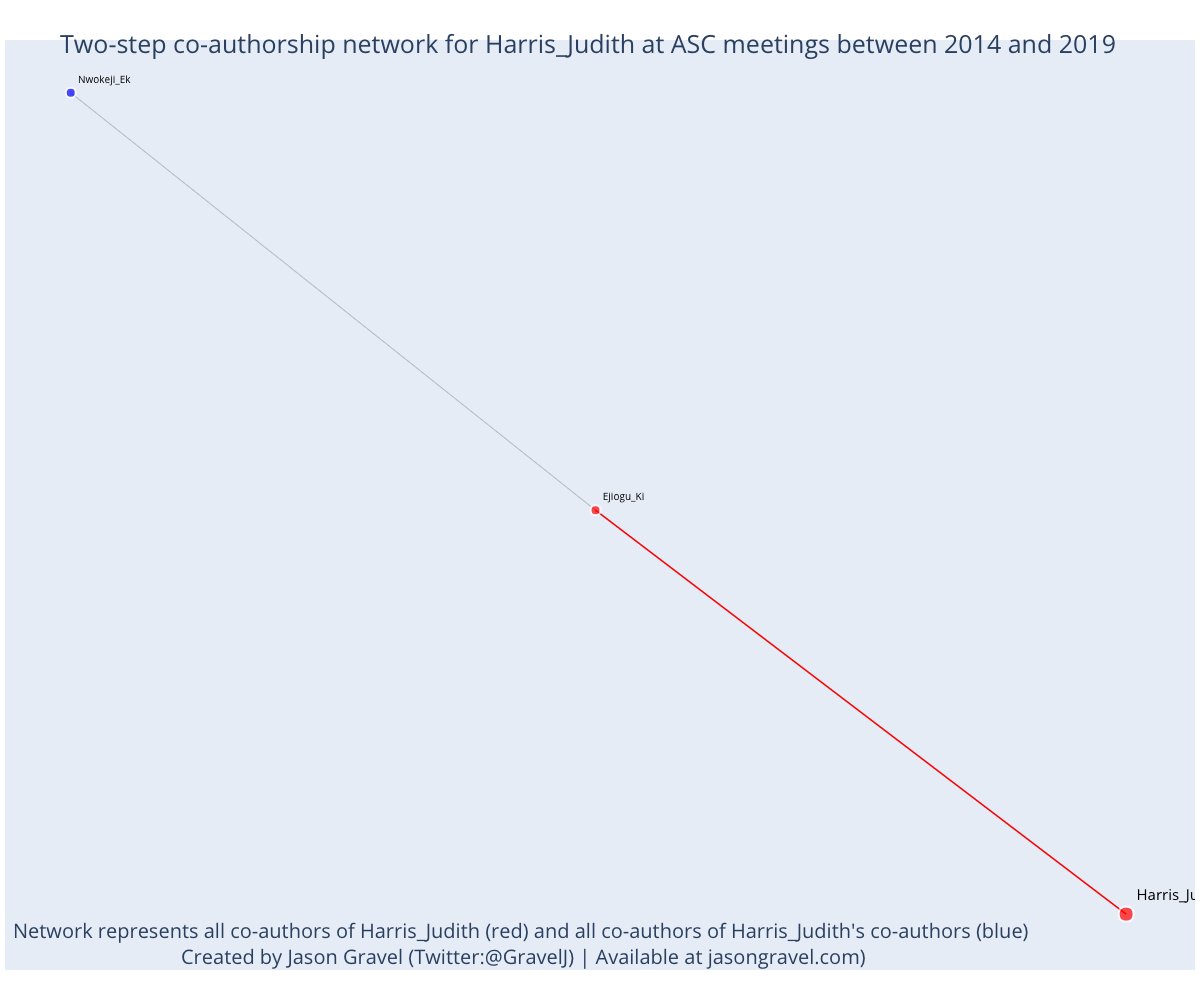 Two-step co-authorship network for Harris_Judith at ASC meetings between 2014 and 2019
Nwokeji_Ek
Ejiogu_Ki
Harris_Ju
Network represents all co-authors of Harris_Judith (red) and all co-authors of Harris_Judith's co-authors (blue)
Created by Jason Gravel (Twitter:@GravelJ) | Available at jasongravel.com)